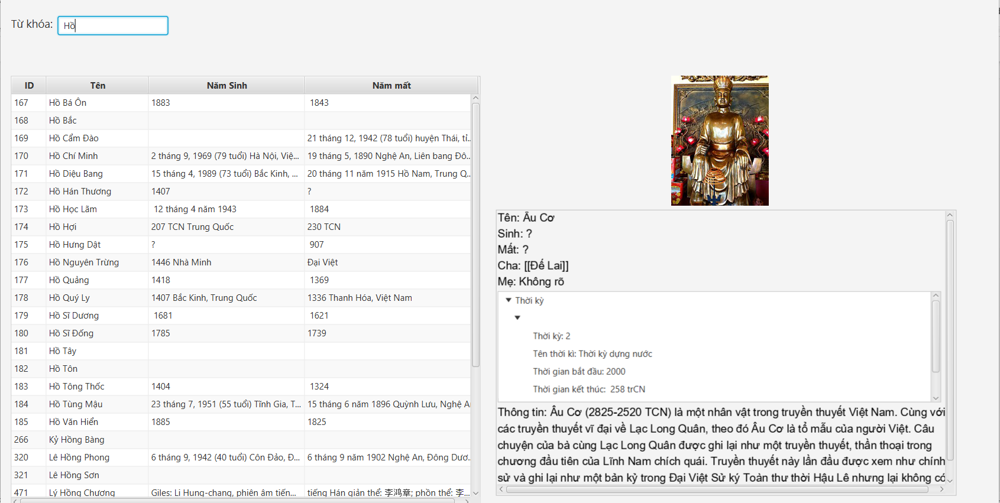 Từ khóa: Hồ
ID Tên Năm Sinh Năm mất
167 Hồ Bá Ôn 1883 1843
168 Hồ Bắc
169 Hồ Cẩm Đào 21 tháng 12, 1942 (78 tuổi) huyện Thái, tỉ...
170 Hồ Chí Minh 2 tháng 9, 1969 (79 tuổi) Hà Nội, Việ... 19 tháng 5, 1890 Nghệ An, Liên bang Đô...
171 Hồ Diệu Bang 15 tháng 4, 1989 (73 tuổi) Bắc Kinh, ... 20 tháng 11 năm 1915 Hồ Nam, Trung Q...
172 Hồ Hán Thương 1407 ?
173 Hồ Học Lãm 12 tháng 4 năm 1943 1884
174 Hồ Hợi 207 TCN Trung Quốc 230 TCN
175 Hồ Hưng Dật ? 907
176 Hồ Nguyên Trừng 1446 Nhà Minh Đại Việt
177 Hồ Quảng 1418 1369
178 Hồ Quý Ly 1407 Bắc Kinh, Trung Quốc 1336 Thanh Hóa, Việt Nam
179 Hồ Sĩ Dương 1681 1621
180 Hồ Sĩ Đống 1785 1739
181 Hồ Tây
182 Hồ Tôn
183 Hồ Tông Thốc 1404 1324
184 Hồ Tùng Mậu 23 tháng 7, 1951 (55 tuổi) Tĩnh Gia, T... 15 tháng 6 năm 1896 Quỳnh Lưu, Nghệ A
185 Hồ Văn Hiển 1885 1825
266 Kỷ Hồng Bàng
320 Lê Hồng Phong 6 tháng 9, 1942 (40 tuổi) Côn Đảo, Đ... 6 tháng 9 năm 1902 Nghệ An, Đông Dươ...
321 Lê Hồng Sơn
471 Lý Hồng Chương Giles: Li Hung-chang, phiên âm tiến... tiếng Hán giản thể: 李鸿章; phồn thể: 李...
Tên: Âu Cơ
Sinh: ?
Mất: ?
Cha: [[Đế Lai]]
Mẹ: Không rõ
Thời kỳ
Thời kỳ: 2
Tên thời kì: Thời kỳ dựng nước
Thời gian bắt đầu: 2000
Thời gian kết thúc: 258 trCN
Thông tin: Âu Cơ (2825-2520 TCN) là một nhân vật trong truyền thuyết Việt Nam. Cùng với
các truyền thuyết vĩ đại về Lạc Long Quân, theo đó Âu Cơ là tổ mẫu của người Việt. Câu
chuyện của bà cùng Lạc Long Quân được ghi lại như một truyền thuyết, thần thoại trong
chương đầu tiên của Lĩnh Nam chích quái. Truyền thuyết này lần đầu được xem như chính
sử và ghi lại như một bản kỷ trong Đại Việt Sử ký Toàn thư thời Hậu Lê nhưng lại không có